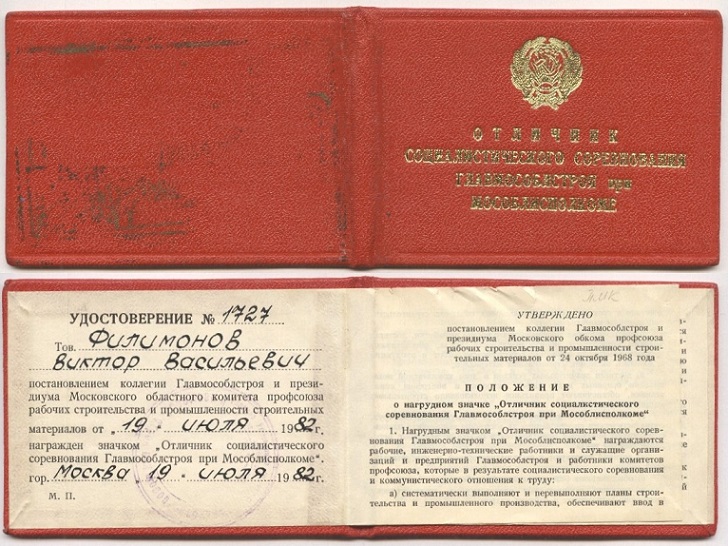 ОТЛИЧНИК
СОЦИАЛИСТИЧЕСКОГО СОРЕВНОВАНИЯ
ГЛАВМОСОБЛСТРОЯ при
МОСОБЛИСПОЛКОМЕ
УДОСТОВЕРЕНИЕ № 1727
Тов. Филимонов
Виктор Васильевич
постановлением коллегии Главмособлстроя и прези-
диума Московского областного комитета профсоюза
рабочих строительства и промышленности строительных
материалов от „19 - июля 1982г.
награжден значком „Отличник социалистического
соревнования Главмособлстроя при Мособлисполкоме“.
гор. Москва „19 - июля 1982г.
М. П.
УТВЕРЖДЕНО
постановлением коллегии Главмособлстроя и
президиума Московского обкома профсоюза
рабочих строительства и промышленности строи-
тельных материалов от 24 октября 1968 года
ПОЛОЖЕНИЕ
о нагрудном значке „Отличник социалистического
соревнования Главмособлстроя при Мособлисполкоме“
1. Нагрудным значком „Отличник социалистического сорев-
нования Главмособлстроя при Мособлисполкоме“ награждаются
рабочие, инженерно-технические работники и служащие органи-
заций и предприятий Главмособлстроя и работники комитетов
профсоюза, которые в результате социалистического соревнования
и коммунистического отношения к труду:
а) систематически выполняют и перевыполняют планы строи-
тельства и промышленного производства, обеспечивают ввод в